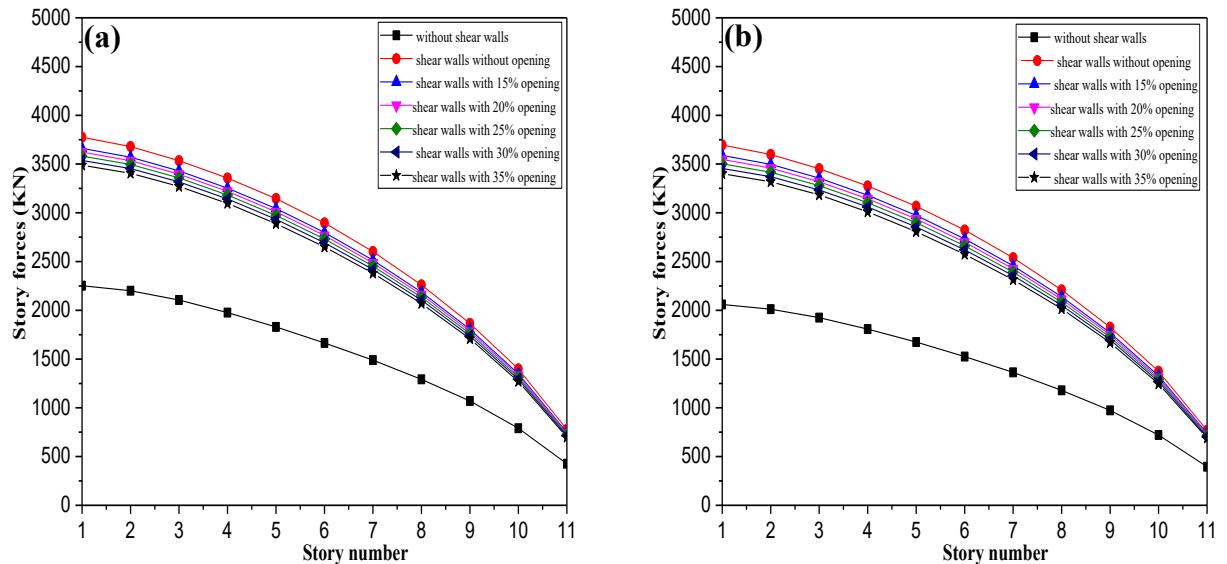 (a)
without shear walls
shear walls without opening
shear walls with 15% opening
shear walls with 20% opening
shear walls with 25% opening
shear walls with 30% opening
shear walls with 35% opening
5000
4500
4000
3500
3000
2500
2000
1500
1000
500
0
Story forces (KN)
1 2 3 4 5 6 7 8 9 10 11
Story number
(b)
without shear walls
shear walls without opening
shear walls with 15% opening
shear walls with 20% opening
shear walls with 25% opening
shear walls with 30% opening
shear walls with 35% opening
5000
4500
4000
3500
3000
2500
2000
1500
1000
500
0
Story forces (KN)
1 2 3 4 5 6 7 8 9 10 11
Story number